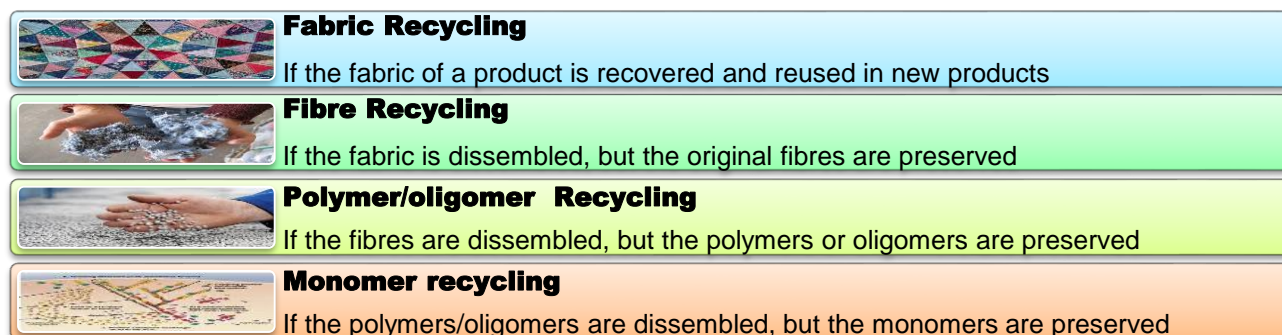 Fabric Recycling
If the fabric of a product is recovered and reused in new products
Fibre Recycling
If the fabric is dissembled, but the original fibres are preserved
Polymer/oligomer Recycling
If the fibres are dissembled, but the polymers or oligomers are preserved
Monomer recycling
If the polymers/oligomers are dissembled, but the monomers are preserved